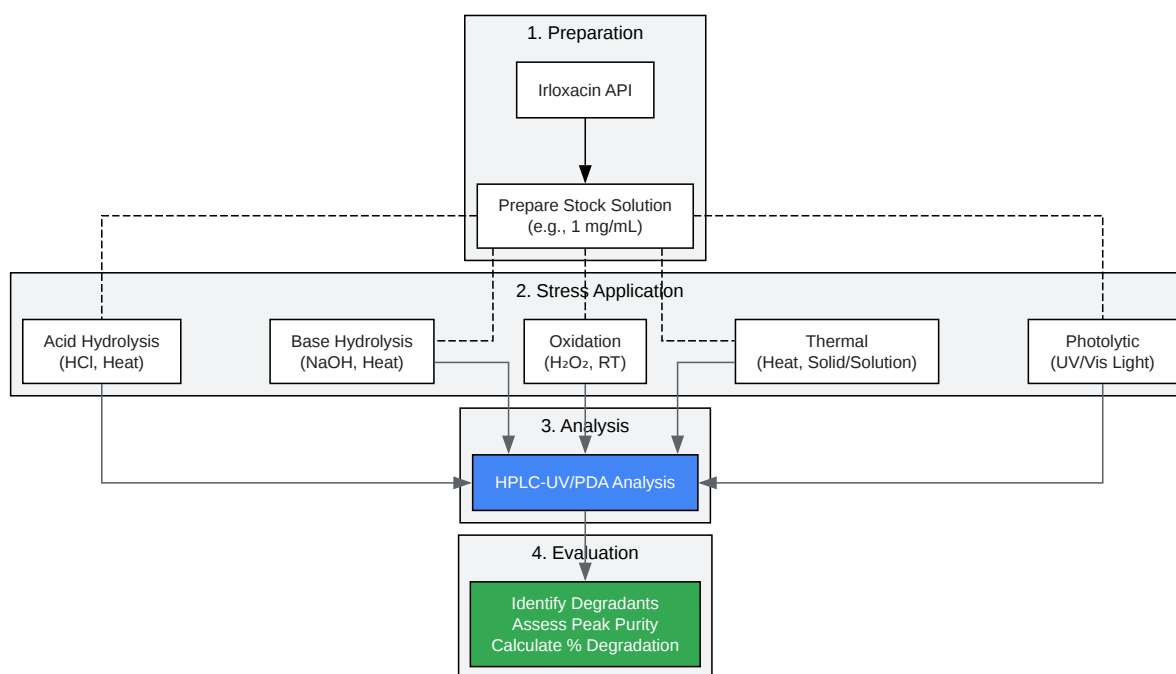 1. Preparation
Irloxacin API
Prepare Stock Solution
(e.g., 1 mg/mL)
2. Stress Application
Acid Hydrolysis
(HCl, Heat)
Base Hydrolysis
(NaOH, Heat)
Oxidation
(H₂O₂, RT)
Thermal
(Heat, Solid/Solution)
Photolytic
(UV/Vis Light)
3. Analysis
HPLC-UV/PDA Analysis
4. Evaluation
Identify Degradants
Assess Peak Purity
Calculate % Degradation